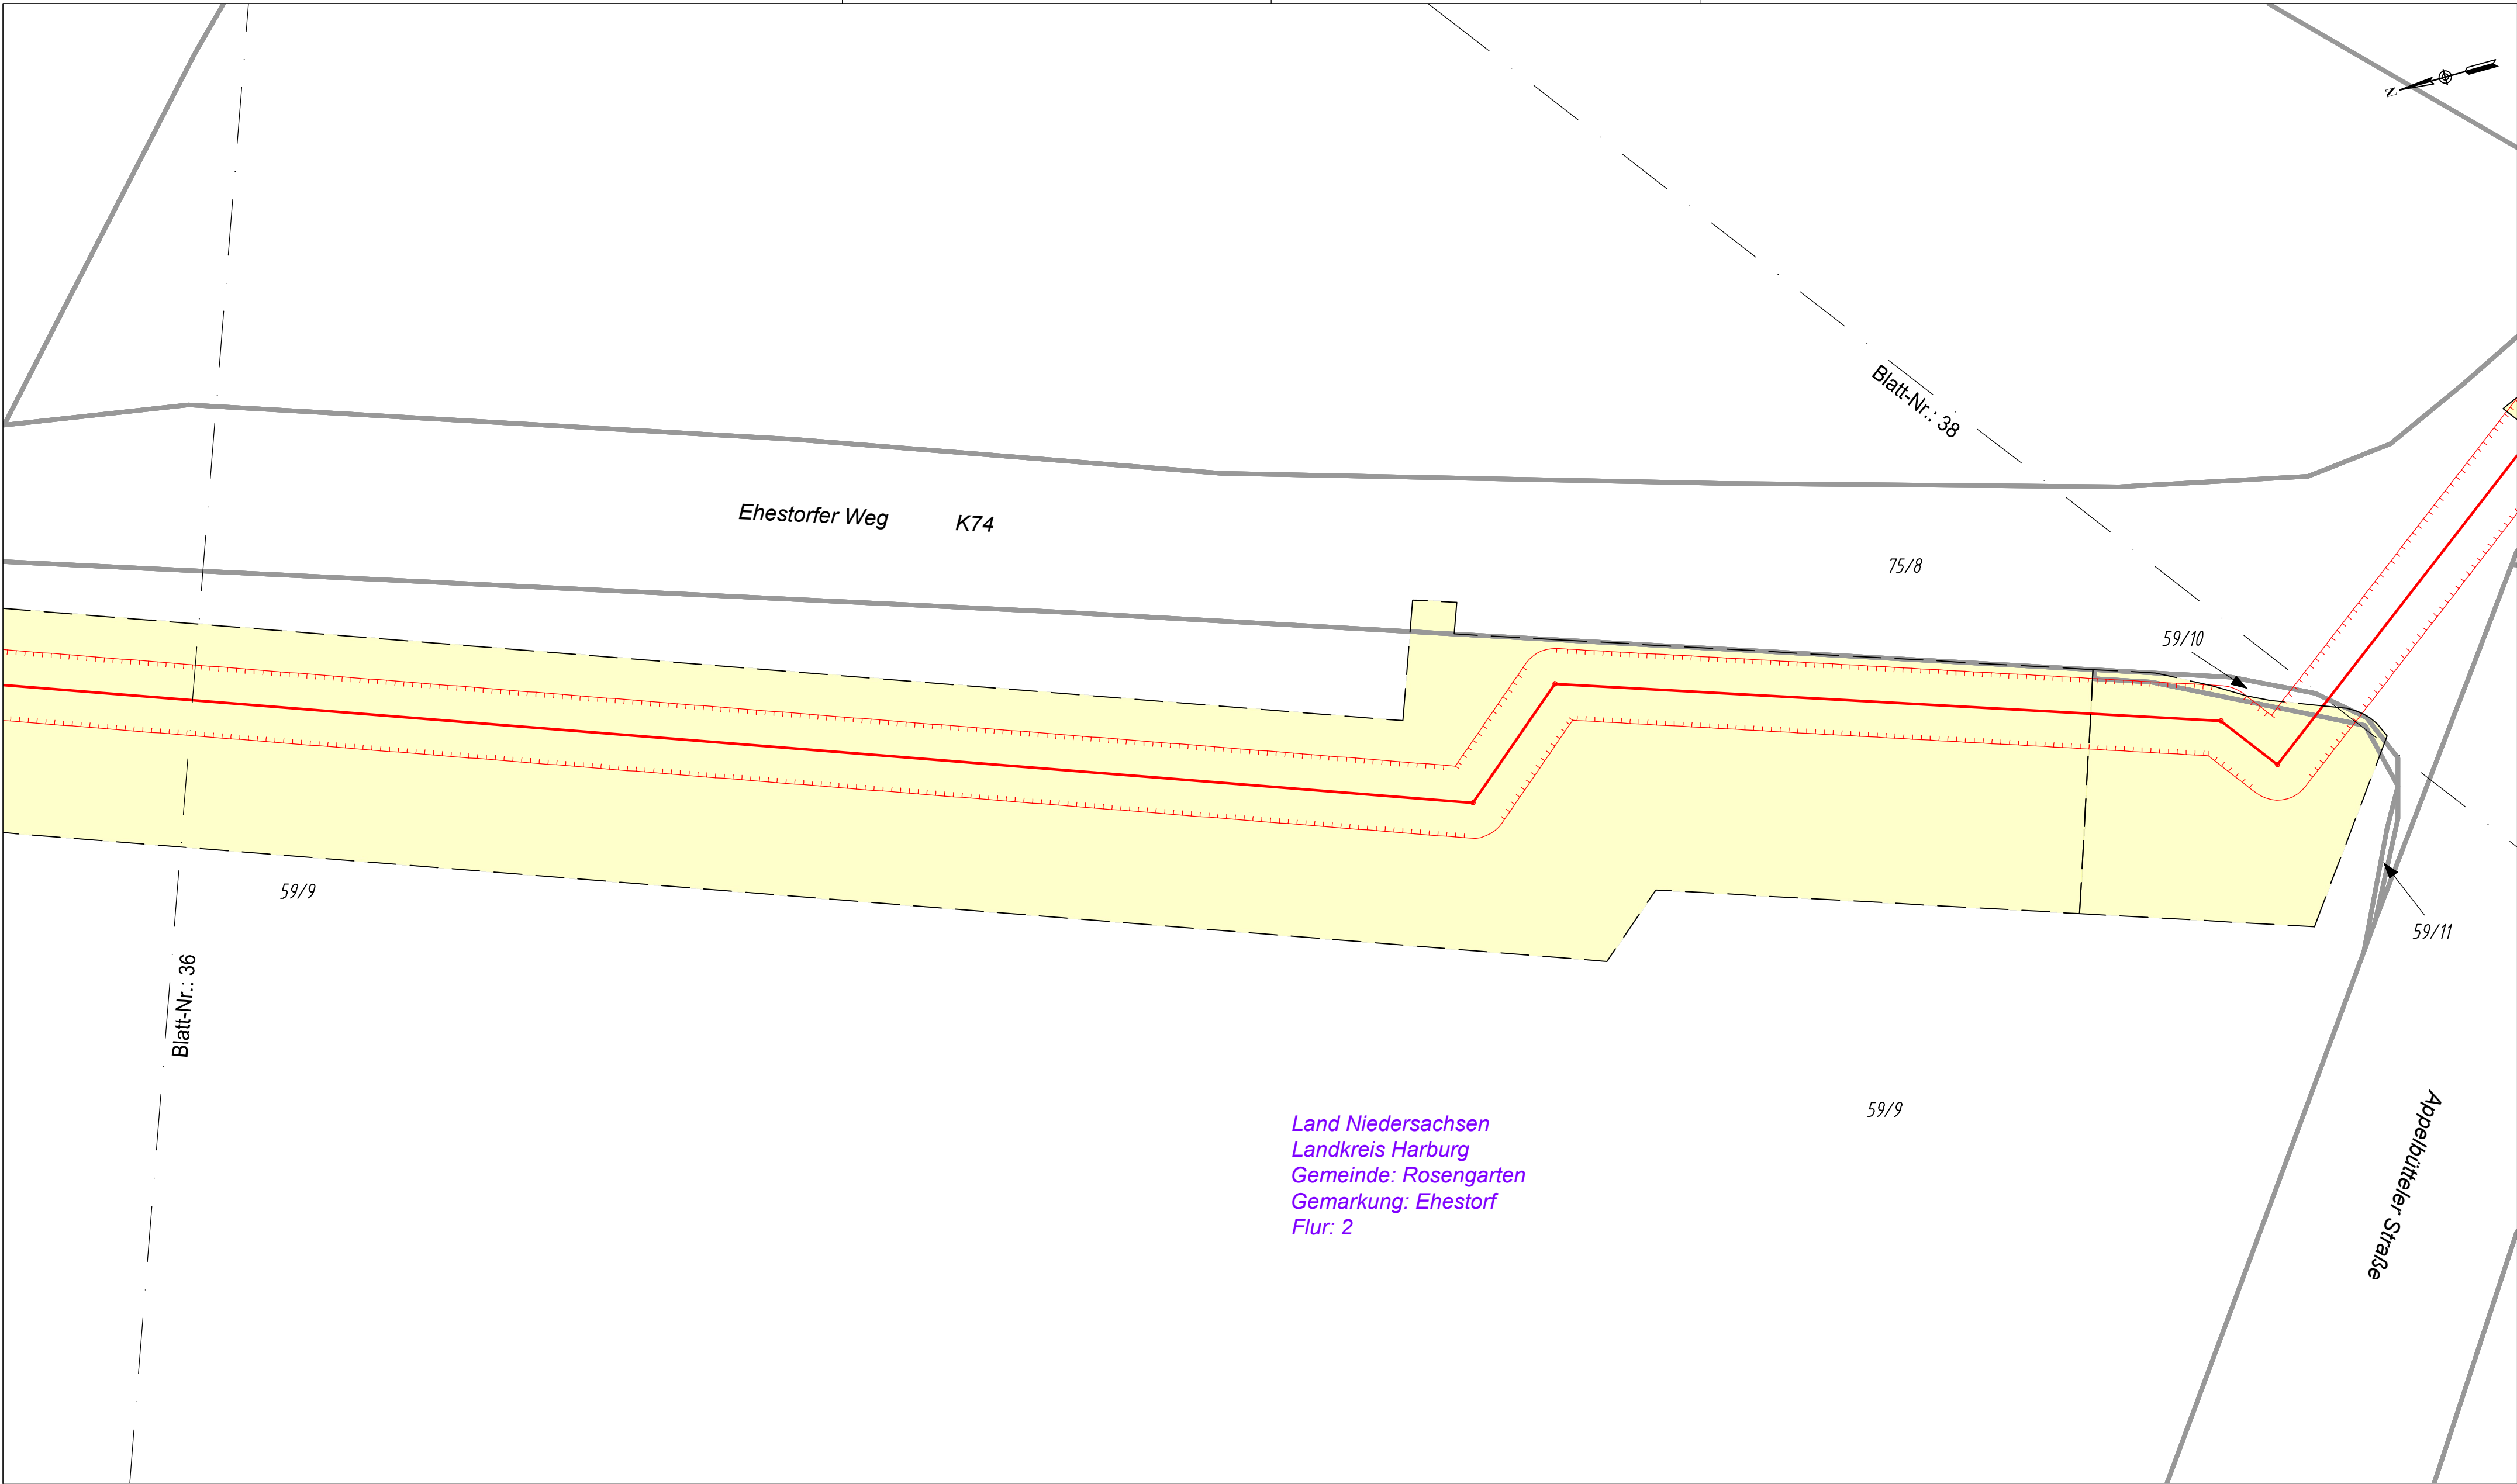 N
Blatt-Nr.: 38
Ehestorfer Weg K74
75/8
59/10
59/9
59/11
Blatt-Nr.: 36
59/9
Land Niedersachsen
Landkreis Harburg
Gemeinde: Rosengarten
Gemarkung: Ehestorf
Flur: 2
Appelbütteler Straße